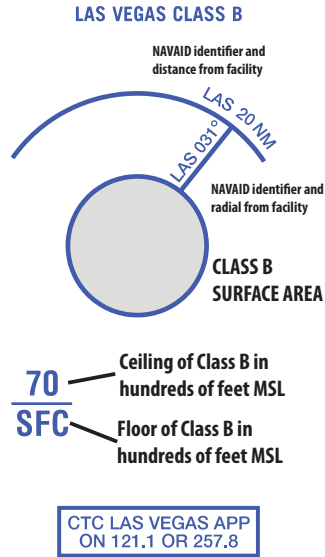 LAS VEGAS CLASS B
NAVAID identifier and
distance from facility
LAS 20 NM
LAS 031°
NAVAID identifier and
radial from facility
CLASS B
SURFACE AREA
70
SFC
Ceiling of Class B in
hundreds of feet MSL
Floor of Class B in
hundreds of feet MSL
CTC LAS VEGAS APP
ON 121.1 OR 257.8